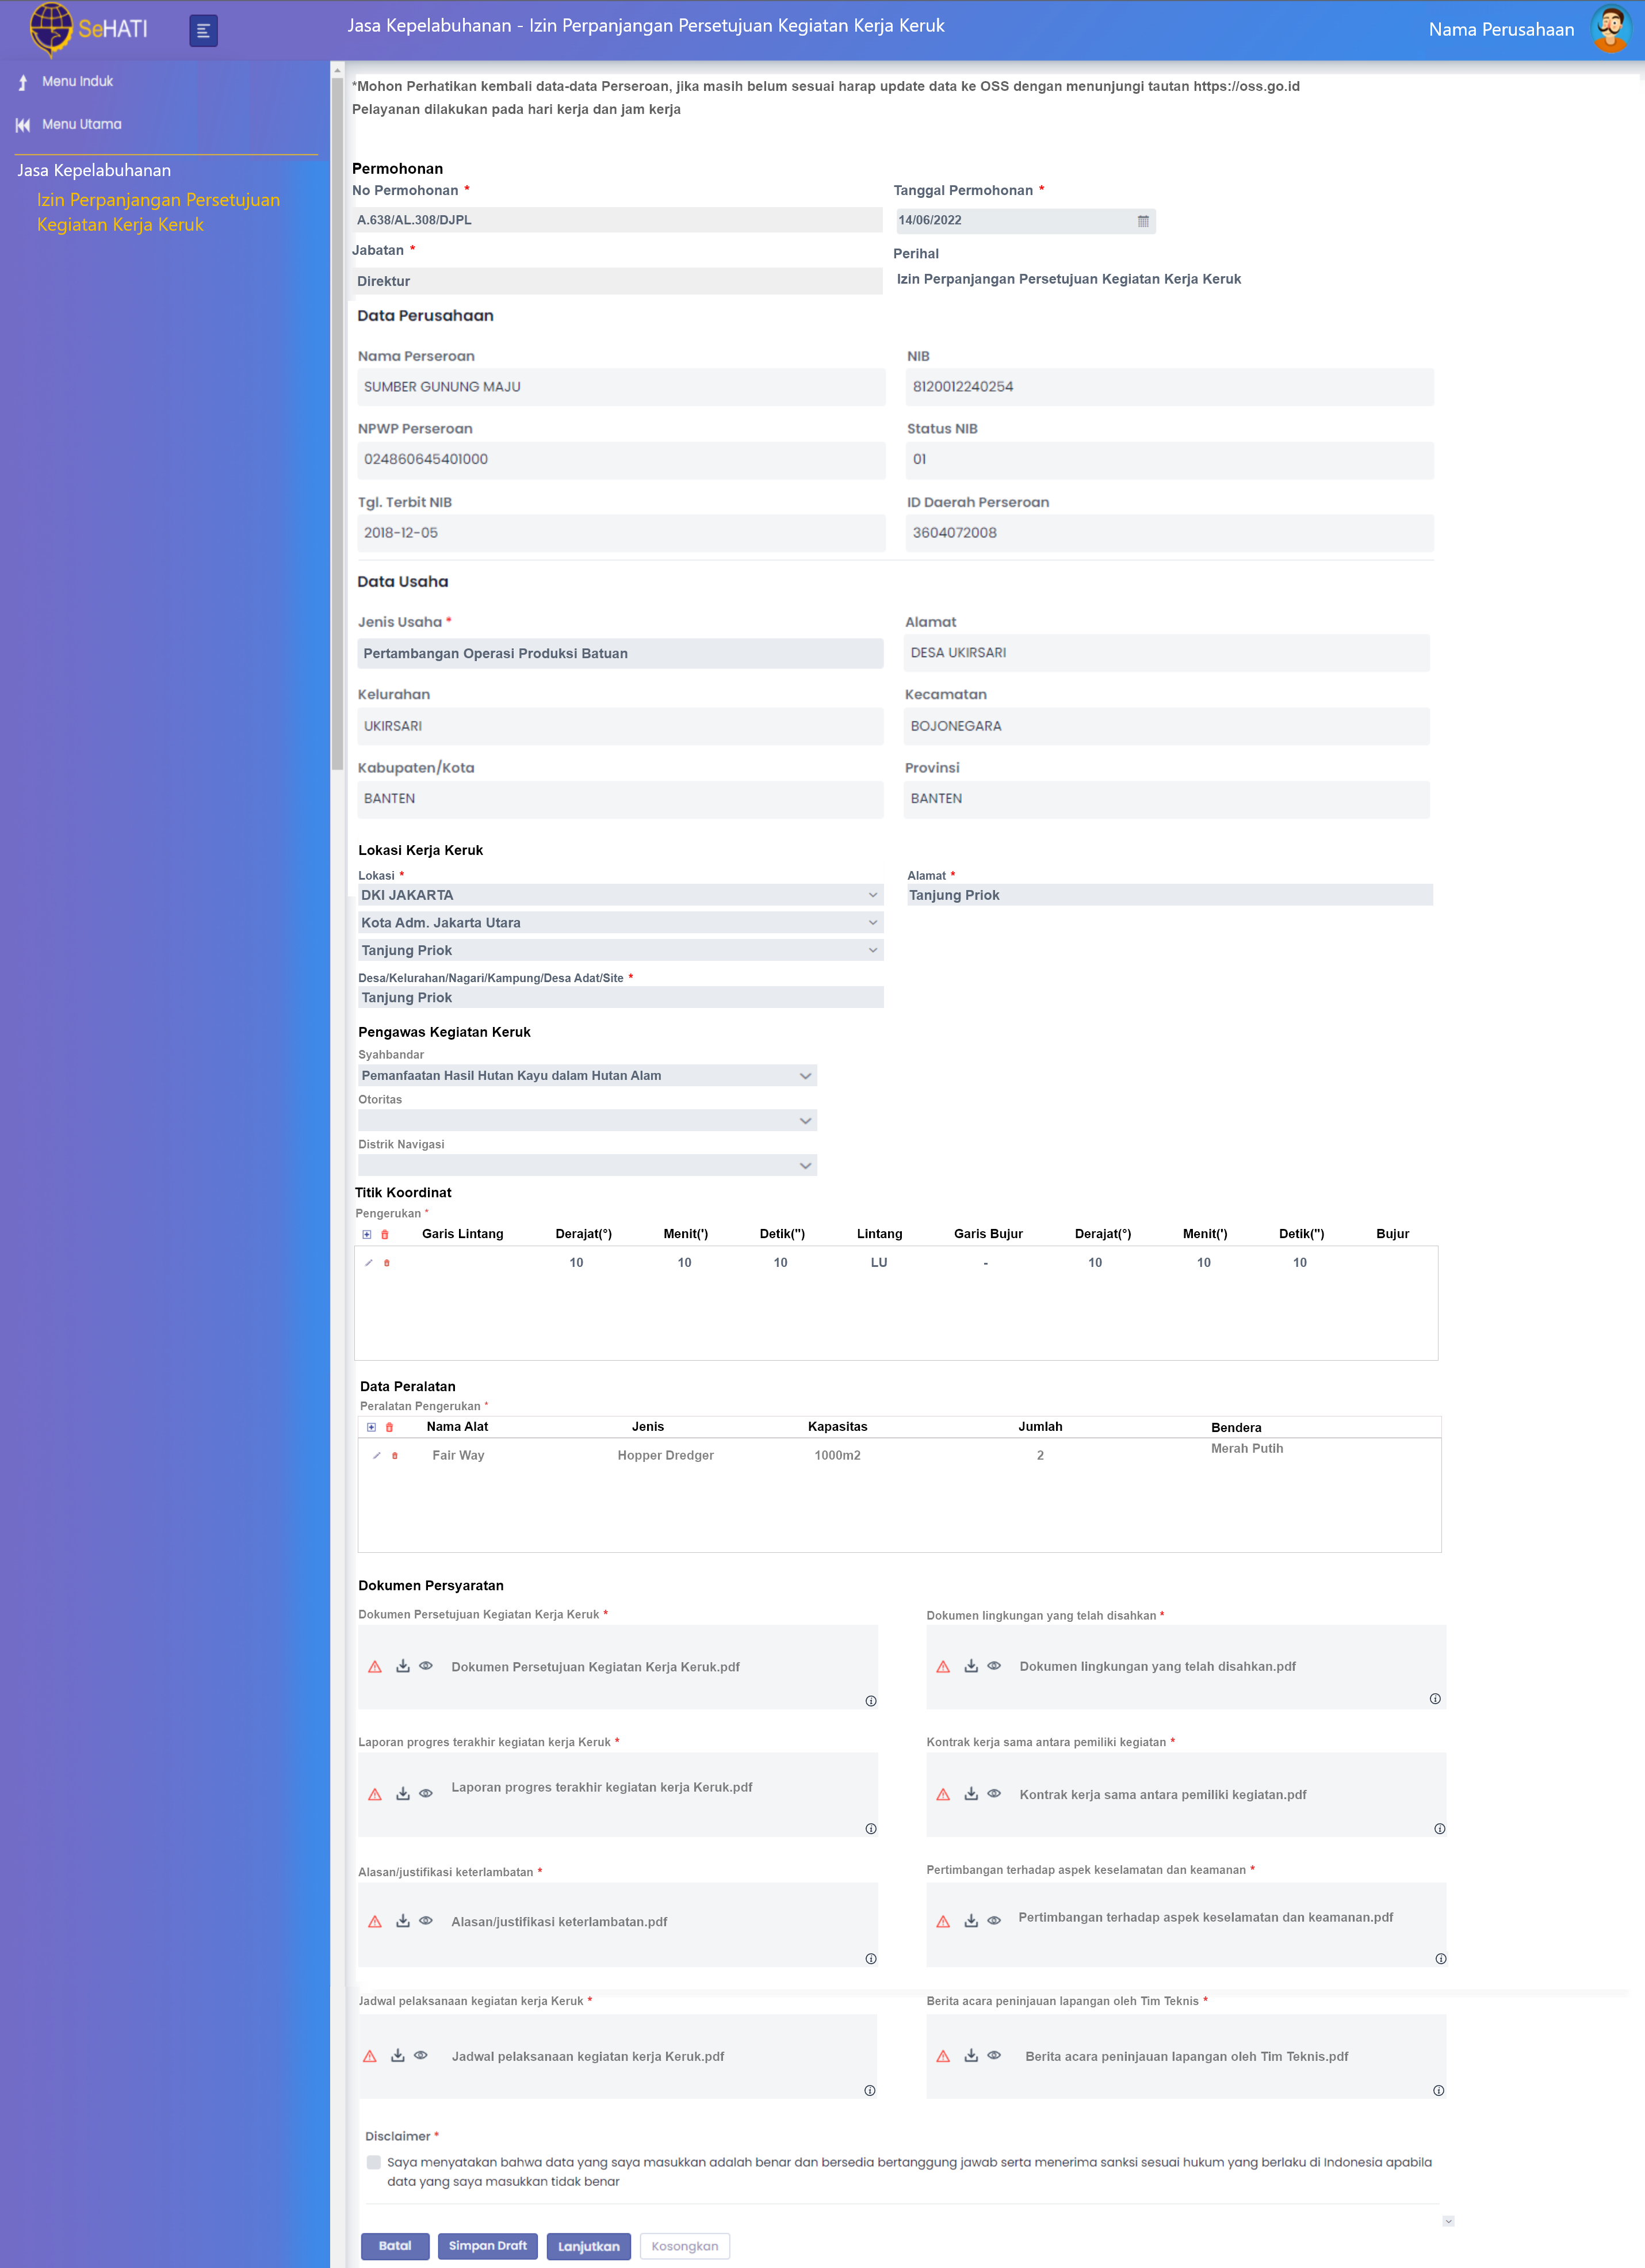 SeHATI
Jasa Kepelabuhanan - Izin Perpanjangan Persetujuan Kegiatan Kerja Keruk
Nama Perusahaan
Menu Induk
Menu Utama
Jasa Kepelabuhanan
Izin Perpanjangan Persetujuan
Kegiatan Kerja Keruk
*Mohon Perhatikan kembali data-data Perseroan, jika masih belum sesuai harap update data ke OSS dengan menunjungi tautan https://oss.go.id
Pelayanan dilakukan pada hari kerja dan jam kerja
Permohonan
No Permohonan * Tanggal Permohonan *
A.638/AL.308/DJPL 14/06/2022
Jabatan * Perihal
Direktur Izin Perpanjangan Persetujuan Kegiatan Kerja Keruk
Data Perusahaan
Nama Perseroan NIB
SUMBER GUNUNG MAJU 8120012240254
NPWP Perseroan Status NIB
024860645401000 01
Tgl. Terbit NIB ID Daerah Perseroan
2018-12-05 3604072008
Data Usaha
Jenis Usaha * Alamat
Pertambangan Operasi Produksi Batuan DESA UKIRSARI
Kelurahan Kecamatan
UKIRSARI BOJONEGARA
Kabupaten/Kota Provinsi
BANTEN BANTEN
Lokasi Kerja Keruk
Lokasi * Alamat *
DKI JAKARTA Tanjung Priok
Kota Adm. Jakarta Utara
Tanjung Priok
Desa/Kelurahan/Nagari/Kampung/Desa Adat/Site *
Tanjung Priok
Pengawas Kegiatan Keruk
Syahbandar
Pemanfaatan Hasil Hutan Kayu dalam Hutan Alam
Otoritas
Distrik Navigasi
Titik Koordinat
Pengerukan *
Garis Lintang Derajat(°) Menit(') Detik(") Lintang Garis Bujur Derajat(°) Menit(') Detik(") Bujur
10 10 10 LU - 10 10 10
Data Peralatan
Peralatan Pengerukan *
Nama Alat Jenis Kapasitas Jumlah Bendera
Fair Way Hopper Dredger 1000m2 2 Merah Putih
Dokumen Persyaratan
Dokumen Persetujuan Kegiatan Kerja Keruk * Dokumen lingkungan yang telah disahkan *
Dokumen Persetujuan Kegiatan Kerja Keruk.pdf Dokumen lingkungan yang telah disahkan.pdf
Laporan progres terakhir kegiatan kerja Keruk * Kontrak kerja sama antara pemiliki kegiatan *
Laporan progres terakhir kegiatan kerja Keruk.pdf Kontrak kerja sama antara pemiliki kegiatan.pdf
Alasan/justifikasi keterlambatan * Pertimbangan terhadap aspek keselamatan dan keamanan *
Alasan/justifikasi keterlambatan.pdf Pertimbangan terhadap aspek keselamatan dan keamanan.pdf
Jadwal pelaksanaan kegiatan kerja Keruk * Berita acara peninjauan lapangan oleh Tim Teknis *
Jadwal pelaksanaan kegiatan kerja Keruk.pdf Berita acara peninjauan lapangan oleh Tim Teknis.pdf
Disclaimer *
Saya menyatakan bahwa data yang saya masukkan adalah benar dan bersedia bertanggung jawab serta menerima sanksi sesuai hukum yang berlaku di Indonesia apabila
data yang saya masukkan tidak benar
Batal Simpan Draft Lanjutkan Kosongkan